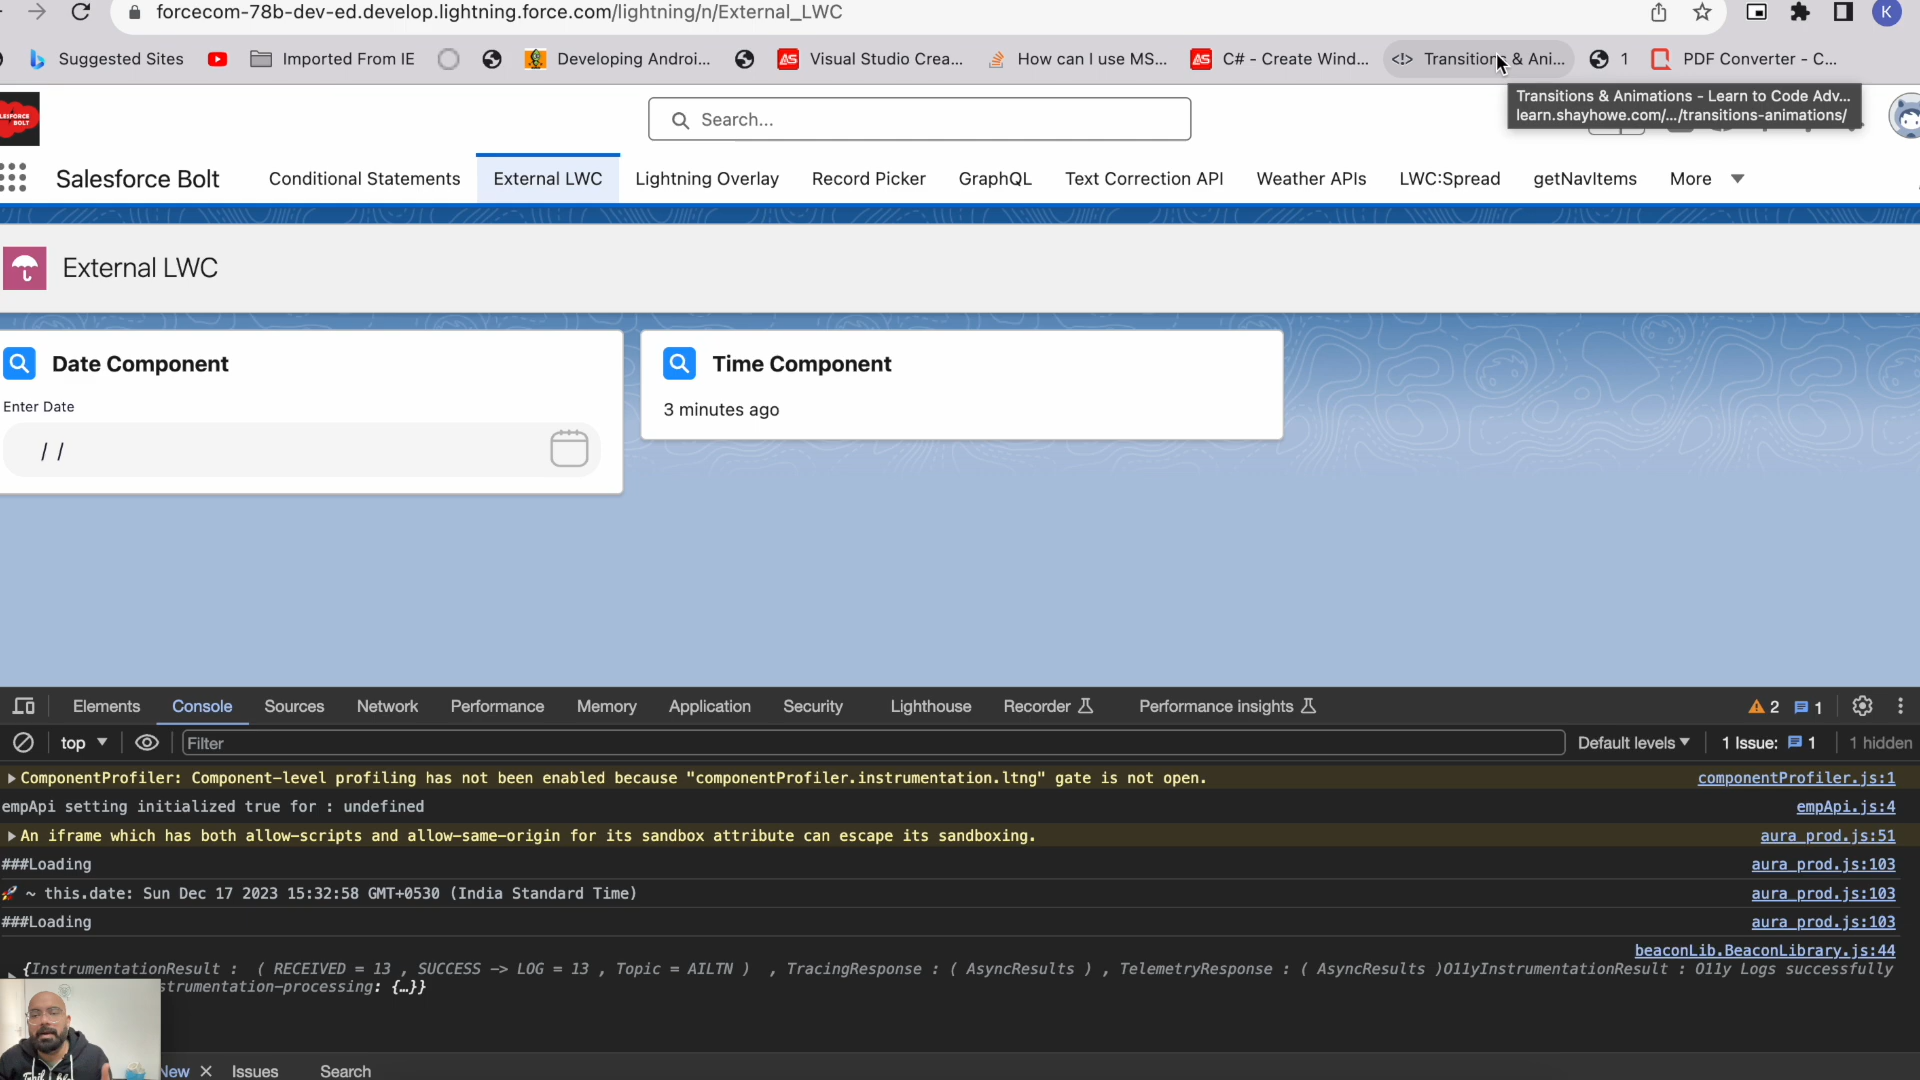 forcecom-78b-dev-ed.develop.lightning.force.com/lightning/n/External_LWC
K
Suggested Sites
Imported From IE
Developing Androi...
Visual Studio Crea...
How can I use MS...
C# - Create Wind...
Transitions & Ani...
1
PDF Converter - C...
Transitions & Animations - Learn to Code Adv...
learn.shayhowe.com/.../transitions-animations/
Search...
Salesforce Bolt
Conditional Statements
External LWC
Lightning Overlay
Record Picker
GraphQL
Text Correction API
Weather APIs
LWC:Spread
getNavItems
More
External LWC
Date Component
Enter Date
/ /
Time Component
3 minutes ago
Elements
Console
Sources
Network
Performance
Memory
Application
Security
Lighthouse
Recorder
Performance insights
2
1
top
Filter
Default levels
1 Issue: 1
1 hidden
ComponentProfiler: Component-level profiling has not been enabled because "componentProfiler.instrumentation.ltng" gate is not open. componentProfiler.js:1
empApi setting initialized true for : undefined empApi.js:4
An iframe which has both allow-scripts and allow-same-origin for its sandbox attribute can escape its sandboxing. aura_prod.js:51
###Loading aura_prod.js:103
🚀 ~ this.date: Sun Dec 17 2023 15:32:58 GMT+0530 (India Standard Time) aura_prod.js:103
###Loading aura_prod.js:103
beaconLib.BeaconLibrary.js:44
{InstrumentationResult : ( RECEIVED = 13 , SUCCESS -> LOG = 13 , Topic = AILTN ) , TracingResponse : ( AsyncResults ) , TelemetryResponse : ( AsyncResults )O11yInstrumentationResult : O11y Logs successfully
strumentation-processing: {…}}
New
Issues
Search